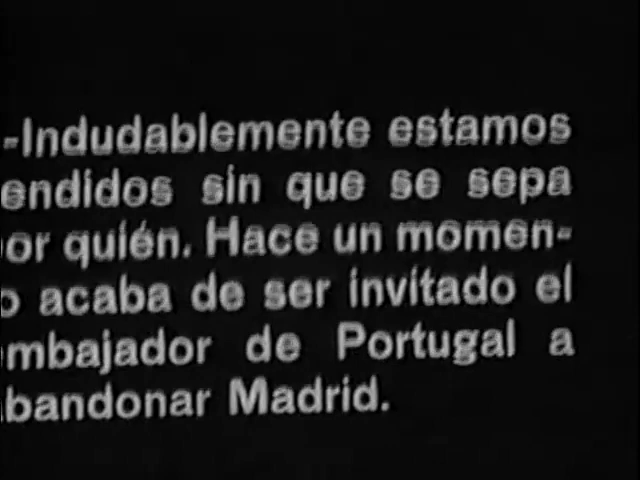 -Indudablemente estamos
endidos sin que se sepa
or quién. Hace un momen-
o acaba de ser invitado el
mbajador de Portugal a
bandonar Madrid.